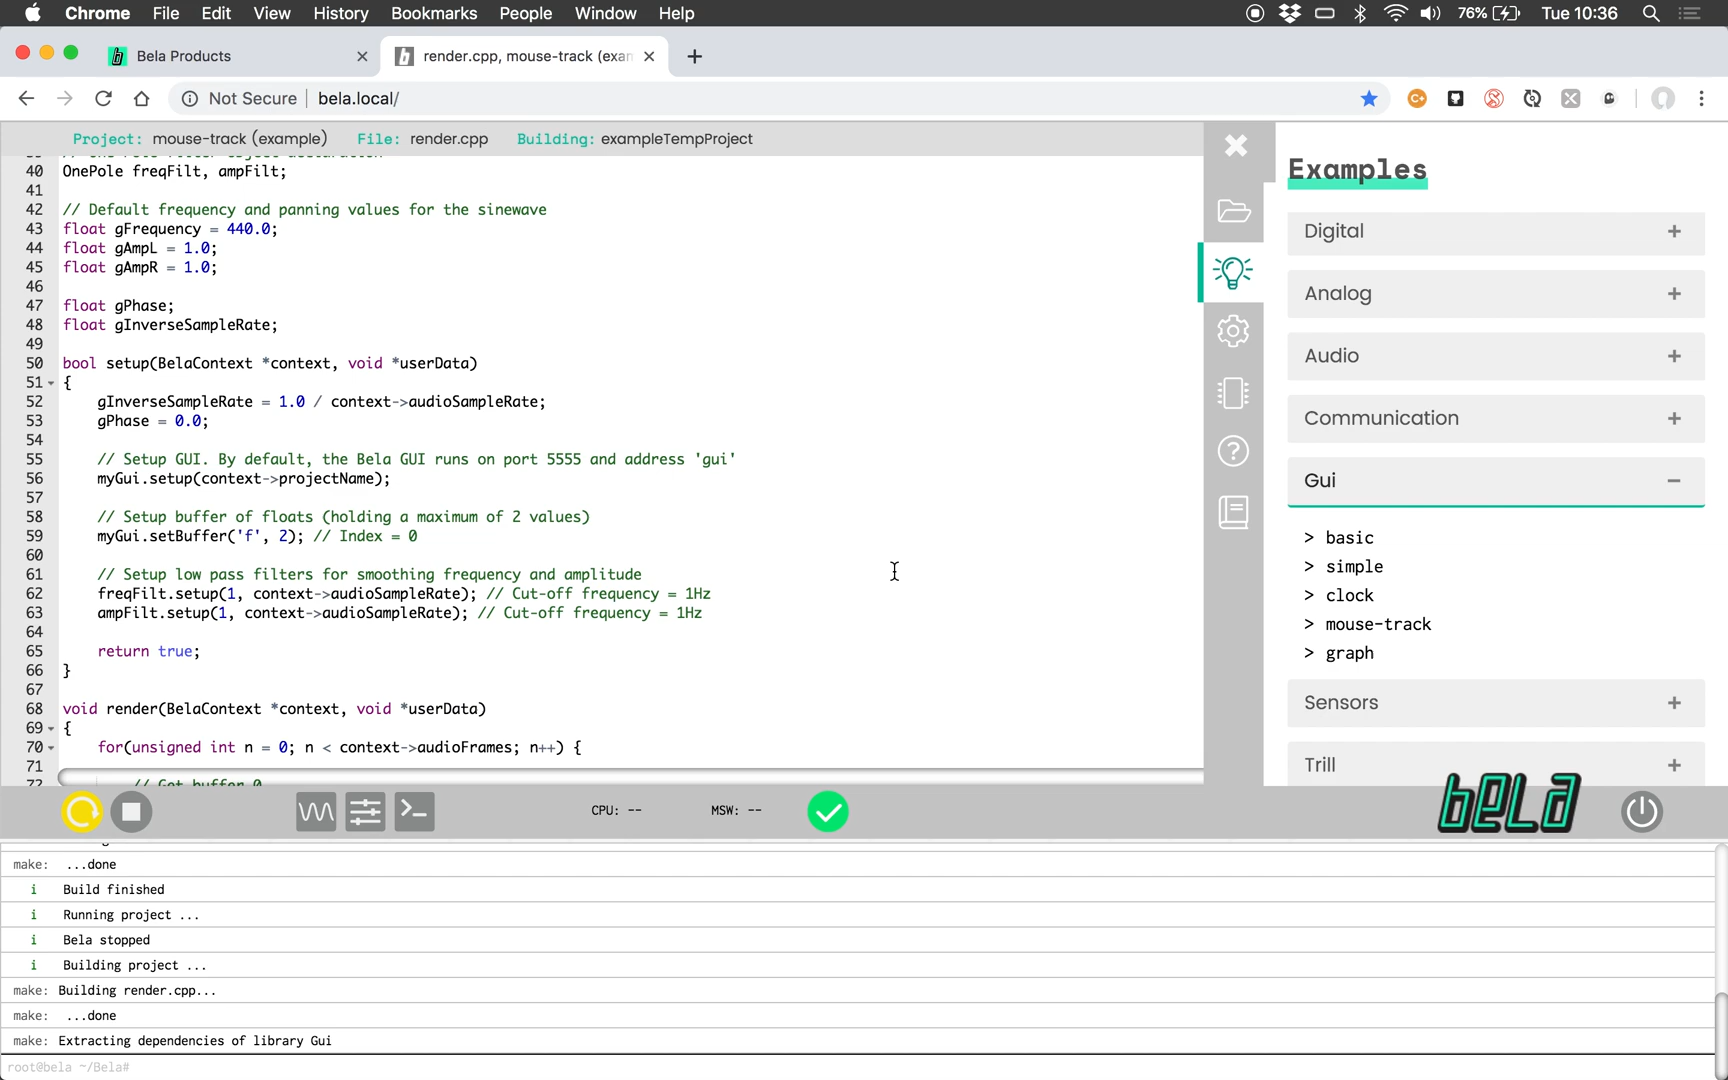 Chrome File Edit View History Bookmarks People Window Help 76% Tue 10:36
Bela Products
render.cpp, mouse-track (exam
Not Secure bela.local/
Project: mouse-track (example) File: render.cpp Building: exampleTempProject
40 OnePole freqFilt, ampFilt;
41
42 // Default frequency and panning values for the sinewave
43 float gFrequency = 440.0;
44 float gAmpL = 1.0;
45 float gAmpR = 1.0;
46
47 float gPhase;
48 float gInverseSampleRate;
49
50 bool setup(BelaContext *context, void *userData)
51 {
52 gInverseSampleRate = 1.0 / context->audioSampleRate;
53 gPhase = 0.0;
54
55 // Setup GUI. By default, the Bela GUI runs on port 5555 and address 'gui'
56 myGui.setup(context->projectName);
57
58 // Setup buffer of floats (holding a maximum of 2 values)
59 myGui.setBuffer('f', 2); // Index = 0
60
61 // Setup low pass filters for smoothing frequency and amplitude
62 freqFilt.setup(1, context->audioSampleRate); // Cut-off frequency = 1Hz
63 ampFilt.setup(1, context->audioSampleRate); // Cut-off frequency = 1Hz
64
65 return true;
66 }
67
68 void render(BelaContext *context, void *userData)
69 {
70 for(unsigned int n = 0; n < context->audioFrames; n++) {
71
72 // Get buffer 0
Examples
Digital +
Analog +
Audio +
Communication +
Gui −
> basic
> simple
> clock
> mouse-track
> graph
Sensors +
Trill +
CPU: -- MSW: --
bela
make: ...done
i Build finished
i Running project ...
i Bela stopped
i Building project ...
make: Building render.cpp...
make: ...done
make: Extracting dependencies of library Gui
root@bela ~/Bela#